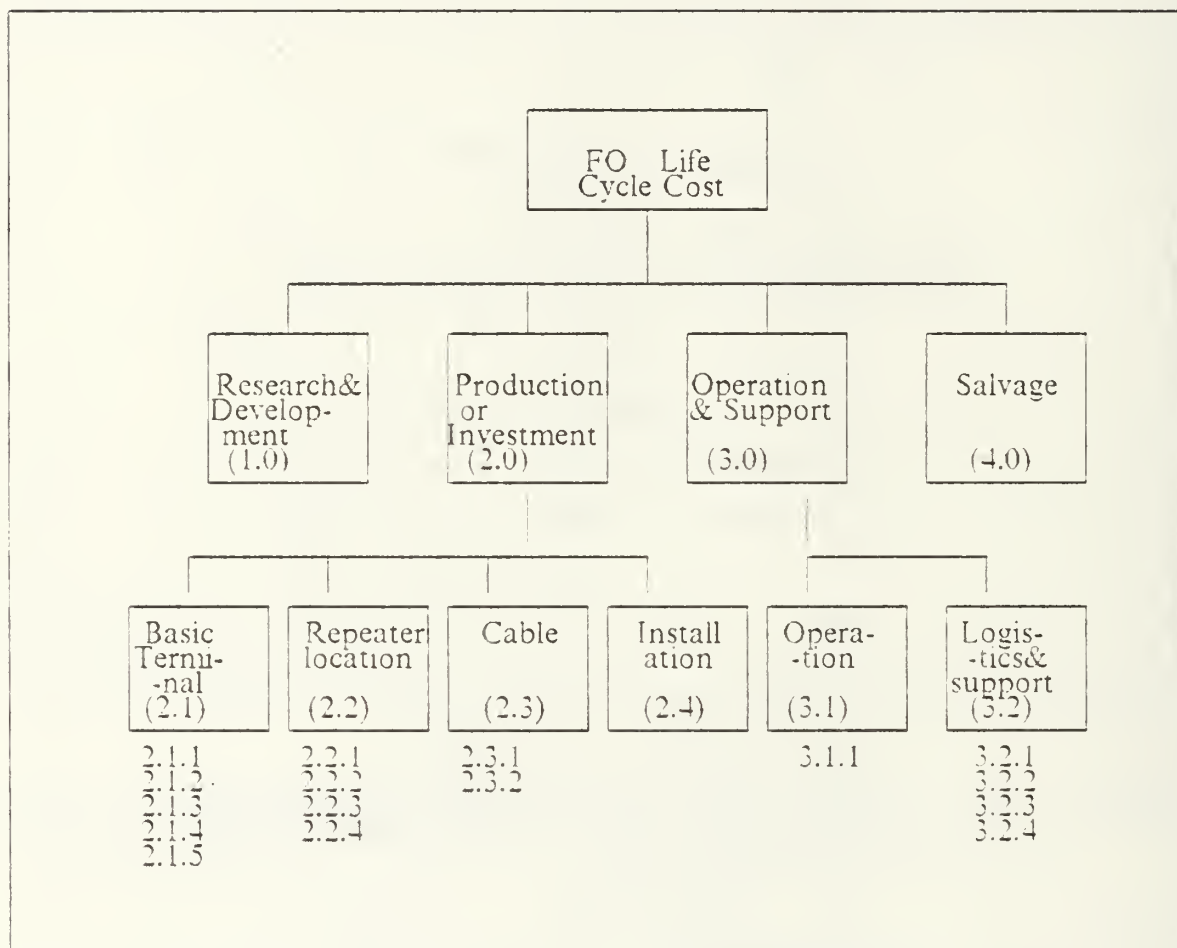 FO Life
Cycle Cost
Research&
Develop-
ment
(1.0)
Production
or
Investment
(2.0)
Operation
& Support
(3.0)
Salvage
(4.0)
Basic
Termi-
-nal
(2.1)
Repeater
location
(2.2)
Cable
(2.3)
Install
ation
(2.4)
Opera-
-tion
(3.1)
Logis-
-tics&
support
(3.2)
2.1.1
2.1.2
2.1.3
2.1.4
2.1.5
2.2.1
2.2.2
2.2.3
2.2.4
2.3.1
2.3.2
3.1.1
3.2.1
3.2.2
3.2.3
3.2.4